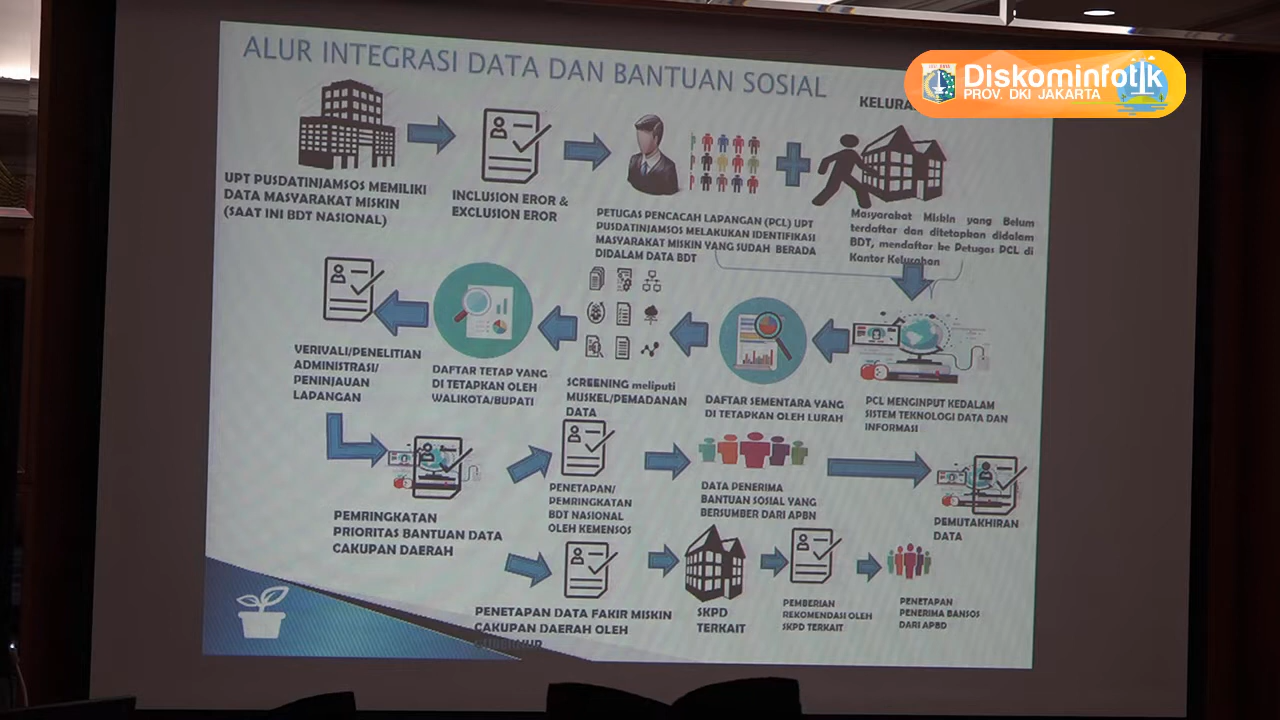 ALUR INTEGRASI DATA DAN BANTUAN SOSIAL
Diskominfotik
PROV. DKI JAKARTA
UPT PUSDATINJAMSOS MEMILIKI
DATA MASYARAKAT MISKIN
(SAAT INI BDT NASIONAL)
INCLUSION EROR &
EXCLUSION EROR
PETUGAS PENCACAH LAPANGAN (PCL) UPT
PUSDATINJAMSOS MELAKUKAN IDENTIFIKASI
MASYARAKAT MISKIN YANG SUDAH BERADA
DIDALAM DATA BDT
Masyarakat Miskin yang Belum
terdaftar dan ditetapkan didalam
BDT, mendaftar ke Petugas PCL di
Kantor Kelurahan
VERIVALI/PENELITIAN
ADMINISTRASI/
PENINJAUAN
LAPANGAN
DAFTAR TETAP YANG
DI TETAPKAN OLEH
WALIKOTA/BUPATI
SCREENING meliputi
MUSKEL/PEMADANAN
DATA
DAFTAR SEMENTARA YANG
DI TETAPKAN OLEH LURAH
PCL MENGINPUT KEDALAM
SISTEM TEKNOLOGI DATA DAN
INFORMASI
PEMRINGKATAN
PRIORITAS BANTUAN DATA
CAKUPAN DAERAH
PENETAPAN/
PEMRINGKATAN
BDT NASIONAL
OLEH KEMENSOS
DATA PENERIMA
BANTUAN SOSIAL YANG
BERSUMBER DARI APBN
PEMUTAKHIRAN
DATA
PENETAPAN DATA FAKIR MISKIN
CAKUPAN DAERAH OLEH
SKPD
TERKAIT
PEMBERIAN
REKOMENDASI OLEH
SKPD TERKAIT
PENETAPAN
PENERIMA BANSOS
DARI APBD